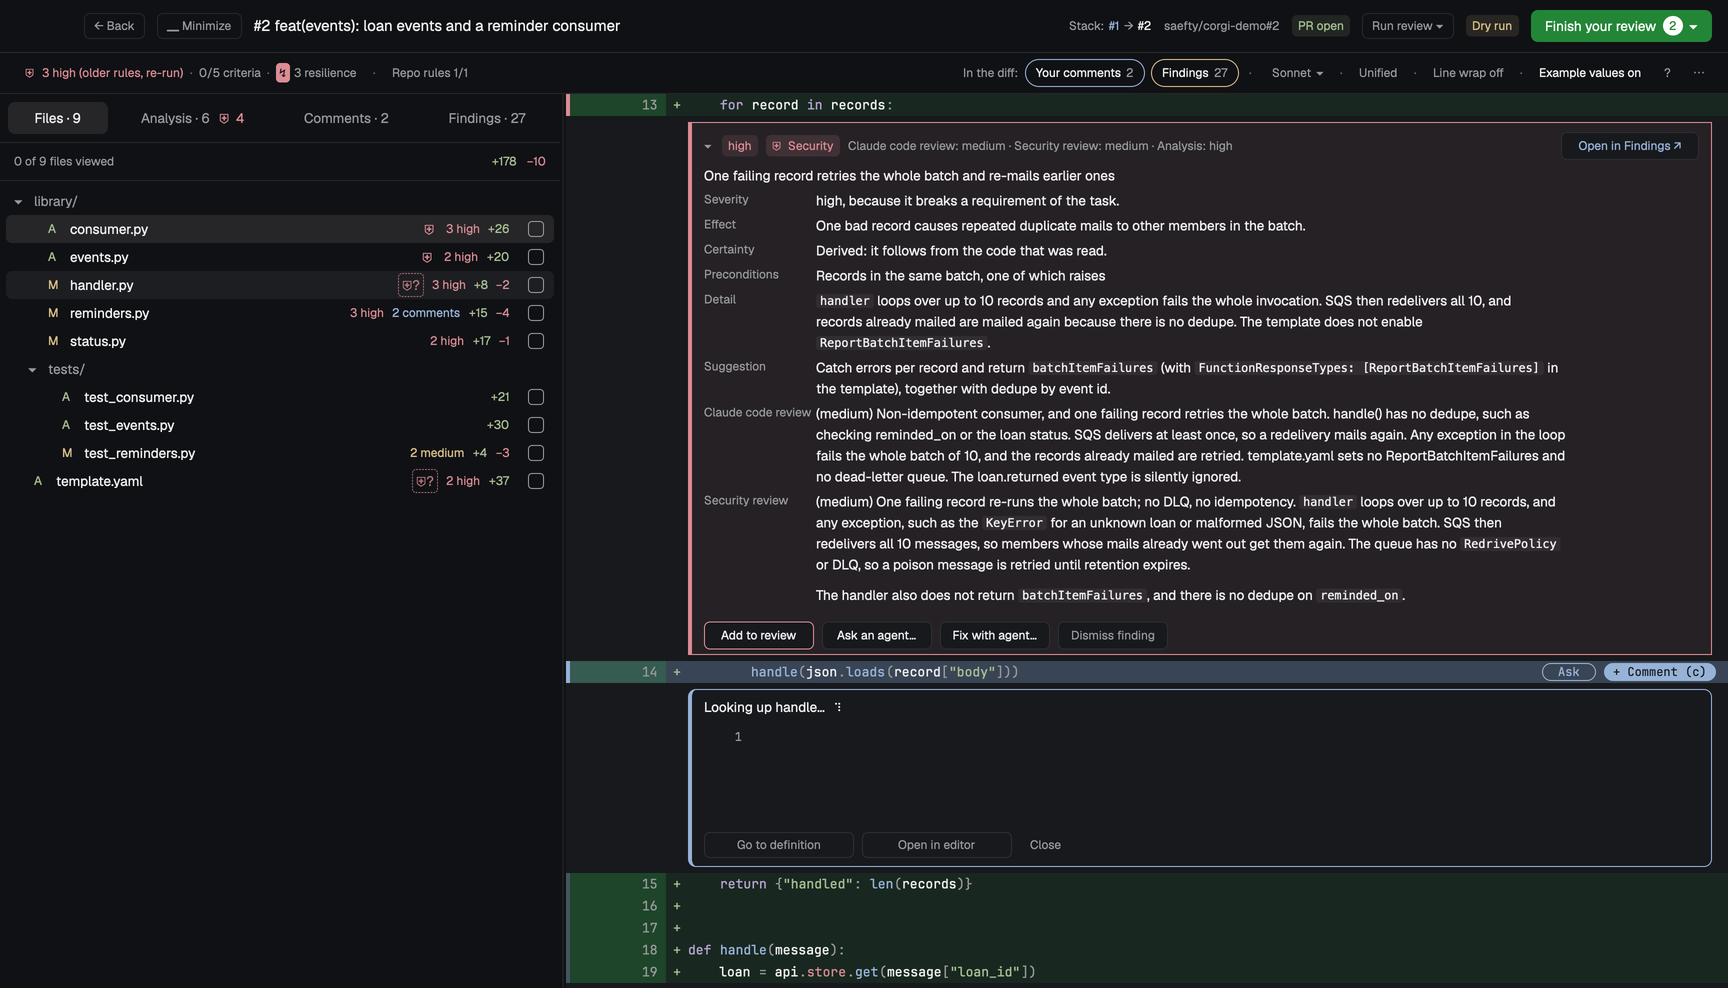 ← Back
Minimize
#2 feat(events): loan events and a reminder consumer
Stack: #1 → #2
saefty/corgi-demo#2
PR open
Run review
Dry run
Finish your review 2
3 high (older rules, re-run) · 0/5 criteria · 3 resilience · Repo rules 1/1
In the diff: Your comments 2 Findings 27 · Sonnet · Unified · Line wrap off · Example values on ? ···
Files · 9
Analysis · 6 4
Comments · 2
Findings · 27
0 of 9 files viewed +178 −10
library/
A consumer.py 3 high +26
A events.py 2 high +20
M handler.py ? 3 high +8 −2
M reminders.py 3 high 2 comments +15 −4
M status.py 2 high +17 −1
tests/
A test_consumer.py +21
A test_events.py +30
M test_reminders.py 2 medium +4 −3
A template.yaml ? 2 high +37
13 + for record in records:
high Security Claude code review: medium · Security review: medium · Analysis: high Open in Findings ↗
One failing record retries the whole batch and re-mails earlier ones
Severity high, because it breaks a requirement of the task.
Effect One bad record causes repeated duplicate mails to other members in the batch.
Certainty Derived: it follows from the code that was read.
Preconditions Records in the same batch, one of which raises
Detail handler loops over up to 10 records and any exception fails the whole invocation. SQS then redelivers all 10, and
records already mailed are mailed again because there is no dedupe. The template does not enable
ReportBatchItemFailures.
Suggestion Catch errors per record and return batchItemFailures (with FunctionResponseTypes: [ReportBatchItemFailures] in
the template), together with dedupe by event id.
Claude code review (medium) Non-idempotent consumer, and one failing record retries the whole batch. handle() has no dedupe, such as
checking reminded_on or the loan status. SQS delivers at least once, so a redelivery mails again. Any exception in the loop
fails the whole batch of 10, and the records already mailed are retried. template.yaml sets no ReportBatchItemFailures and
no dead-letter queue. The loan.returned event type is silently ignored.
Security review (medium) One failing record re-runs the whole batch; no DLQ, no idempotency. handler loops over up to 10 records, and
any exception, such as the KeyError for an unknown loan or malformed JSON, fails the whole batch. SQS then
redelivers all 10 messages, so members whose mails already went out get them again. The queue has no RedrivePolicy
or DLQ, so a poison message is retried until retention expires.
The handler also does not return batchItemFailures, and there is no dedupe on reminded_on.
Add to review
Ask an agent...
Fix with agent...
Dismiss finding
14 + handle(json.loads(record["body"])) Ask + Comment (c)
Looking up handle...
1
Go to definition
Open in editor
Close
15 + return {"handled": len(records)}
16 +
17 +
18 + def handle(message):
19 + loan = api.store.get(message["loan_id"])